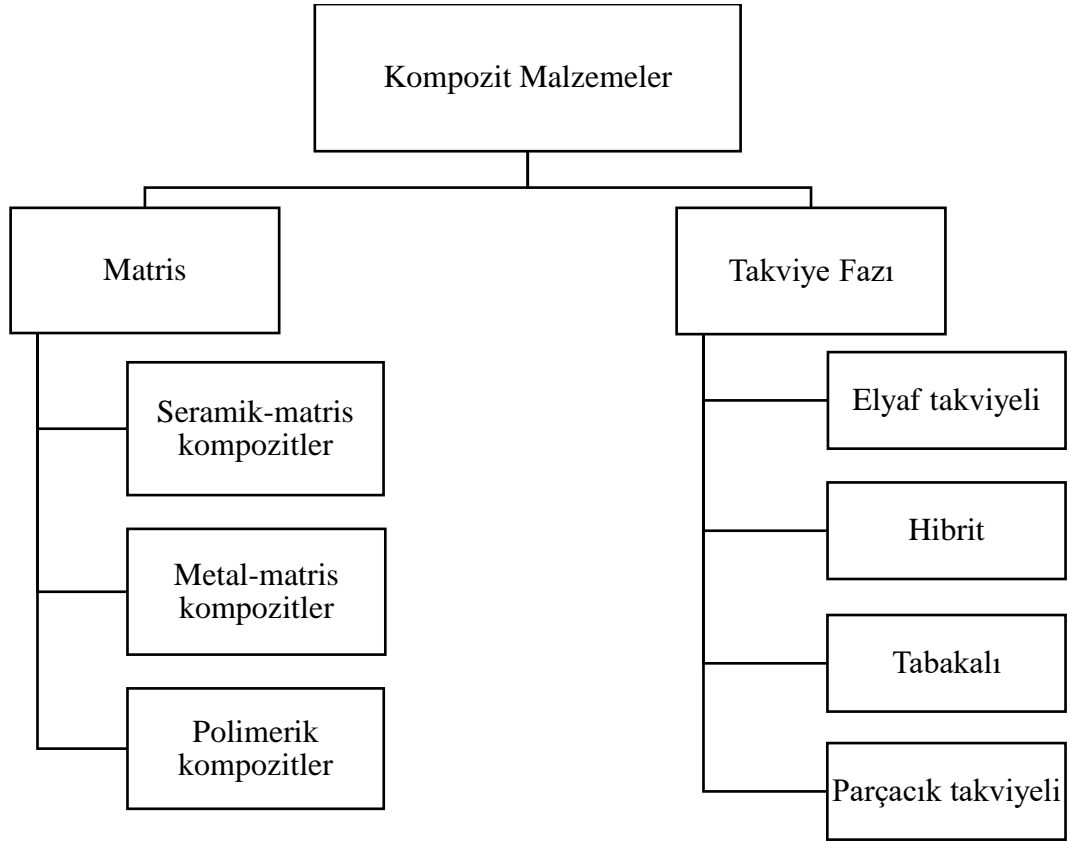 Kompozit Malzemeler
Matris
Takviye Fazı
Seramik-matris
kompozitler
Metal-matris
kompozitler
Polimerik
kompozitler
Elyaf takviyeli
Hibrit
Tabakalı
Parçacık takviyeli